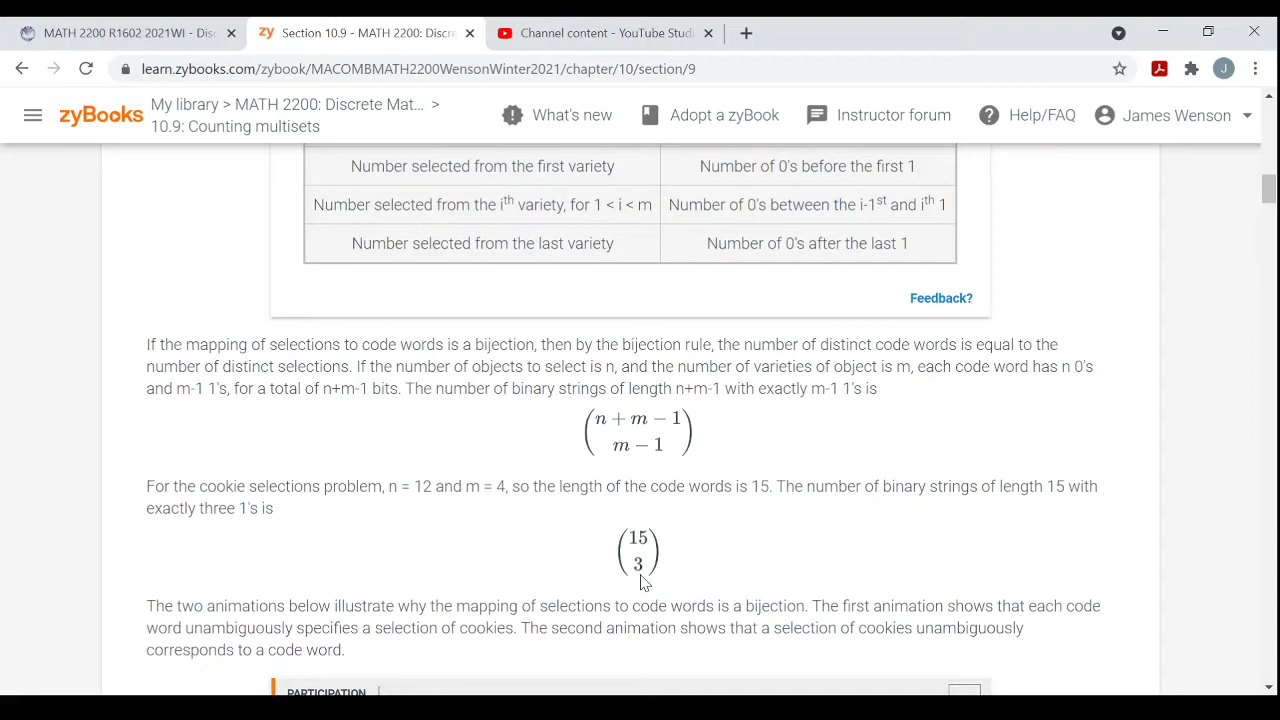 MATH 2200 R1602 2021WI - Disc
Section 10.9 - MATH 2200: Discre
Channel content - YouTube Studi
learn.zybooks.com/zybook/MACOMBMATH2200WensonWinter2021/chapter/10/section/9
J
zyBooks
My library > MATH 2200: Discrete Mat... >
10.9: Counting multisets
What's new
Adopt a zyBook
Instructor forum
Help/FAQ
James Wenson
Number selected from the first variety Number of 0's before the first 1
Number selected from the ith variety, for 1 < i < m Number of 0's between the i-1st and ith 1
Number selected from the last variety Number of 0's after the last 1
Feedback?
If the mapping of selections to code words is a bijection, then by the bijection rule, the number of distinct code words is equal to the
number of distinct selections. If the number of objects to select is n, and the number of varieties of object is m, each code word has n 0's
and m-1 1's, for a total of n+m-1 bits. The number of binary strings of length n+m-1 with exactly m-1 1's is
n + m − 1
m − 1
For the cookie selections problem, n = 12 and m = 4, so the length of the code words is 15. The number of binary strings of length 15 with
exactly three 1's is
15
3
The two animations below illustrate why the mapping of selections to code words is a bijection. The first animation shows that each code
word unambiguously specifies a selection of cookies. The second animation shows that a selection of cookies unambiguously
corresponds to a code word.
PARTICIPATION